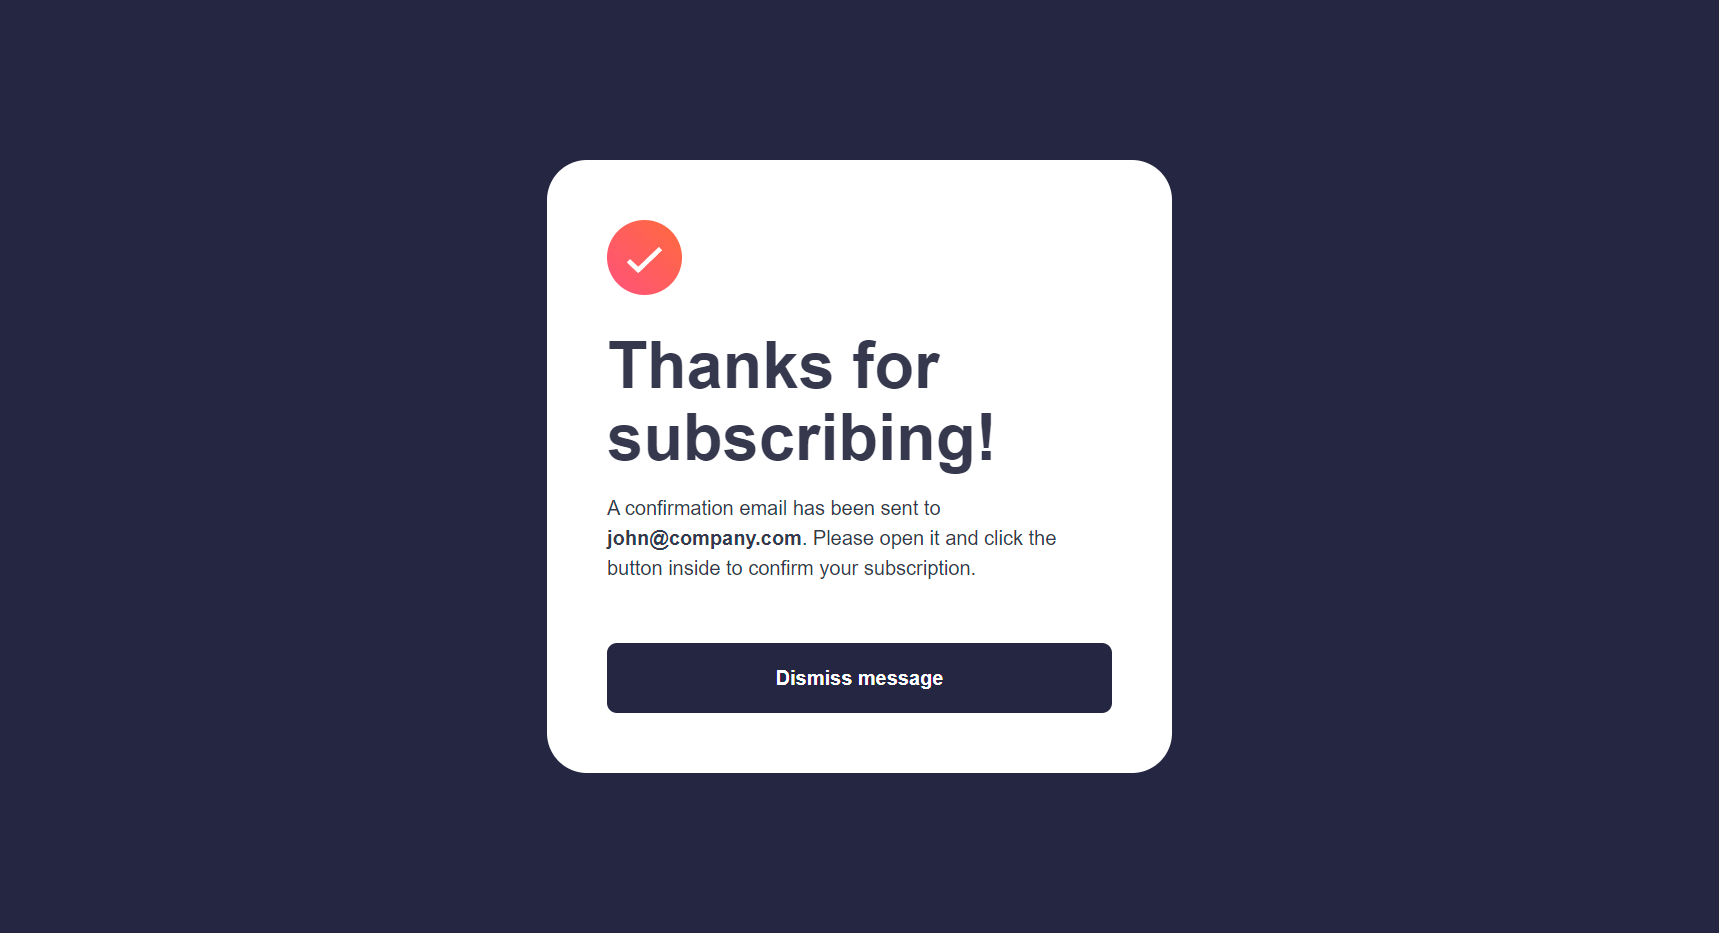 Thanks for
subscribing!
A confirmation email has been sent to
john@company.com. Please open it and click the
button inside to confirm your subscription.
Dismiss message